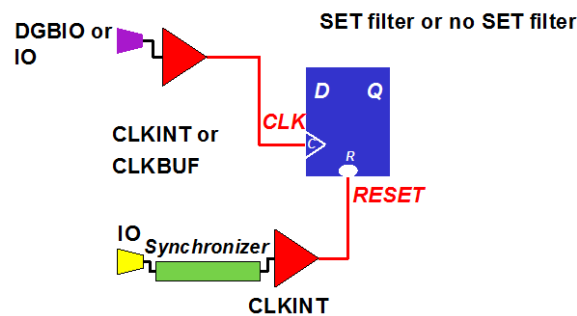 SET filter or no SET filter
DGBIO or
IO
D Q
CLK
C
CLKINT or
CLKBUF
R
RESET
IO
Synchronizer
CLKINT